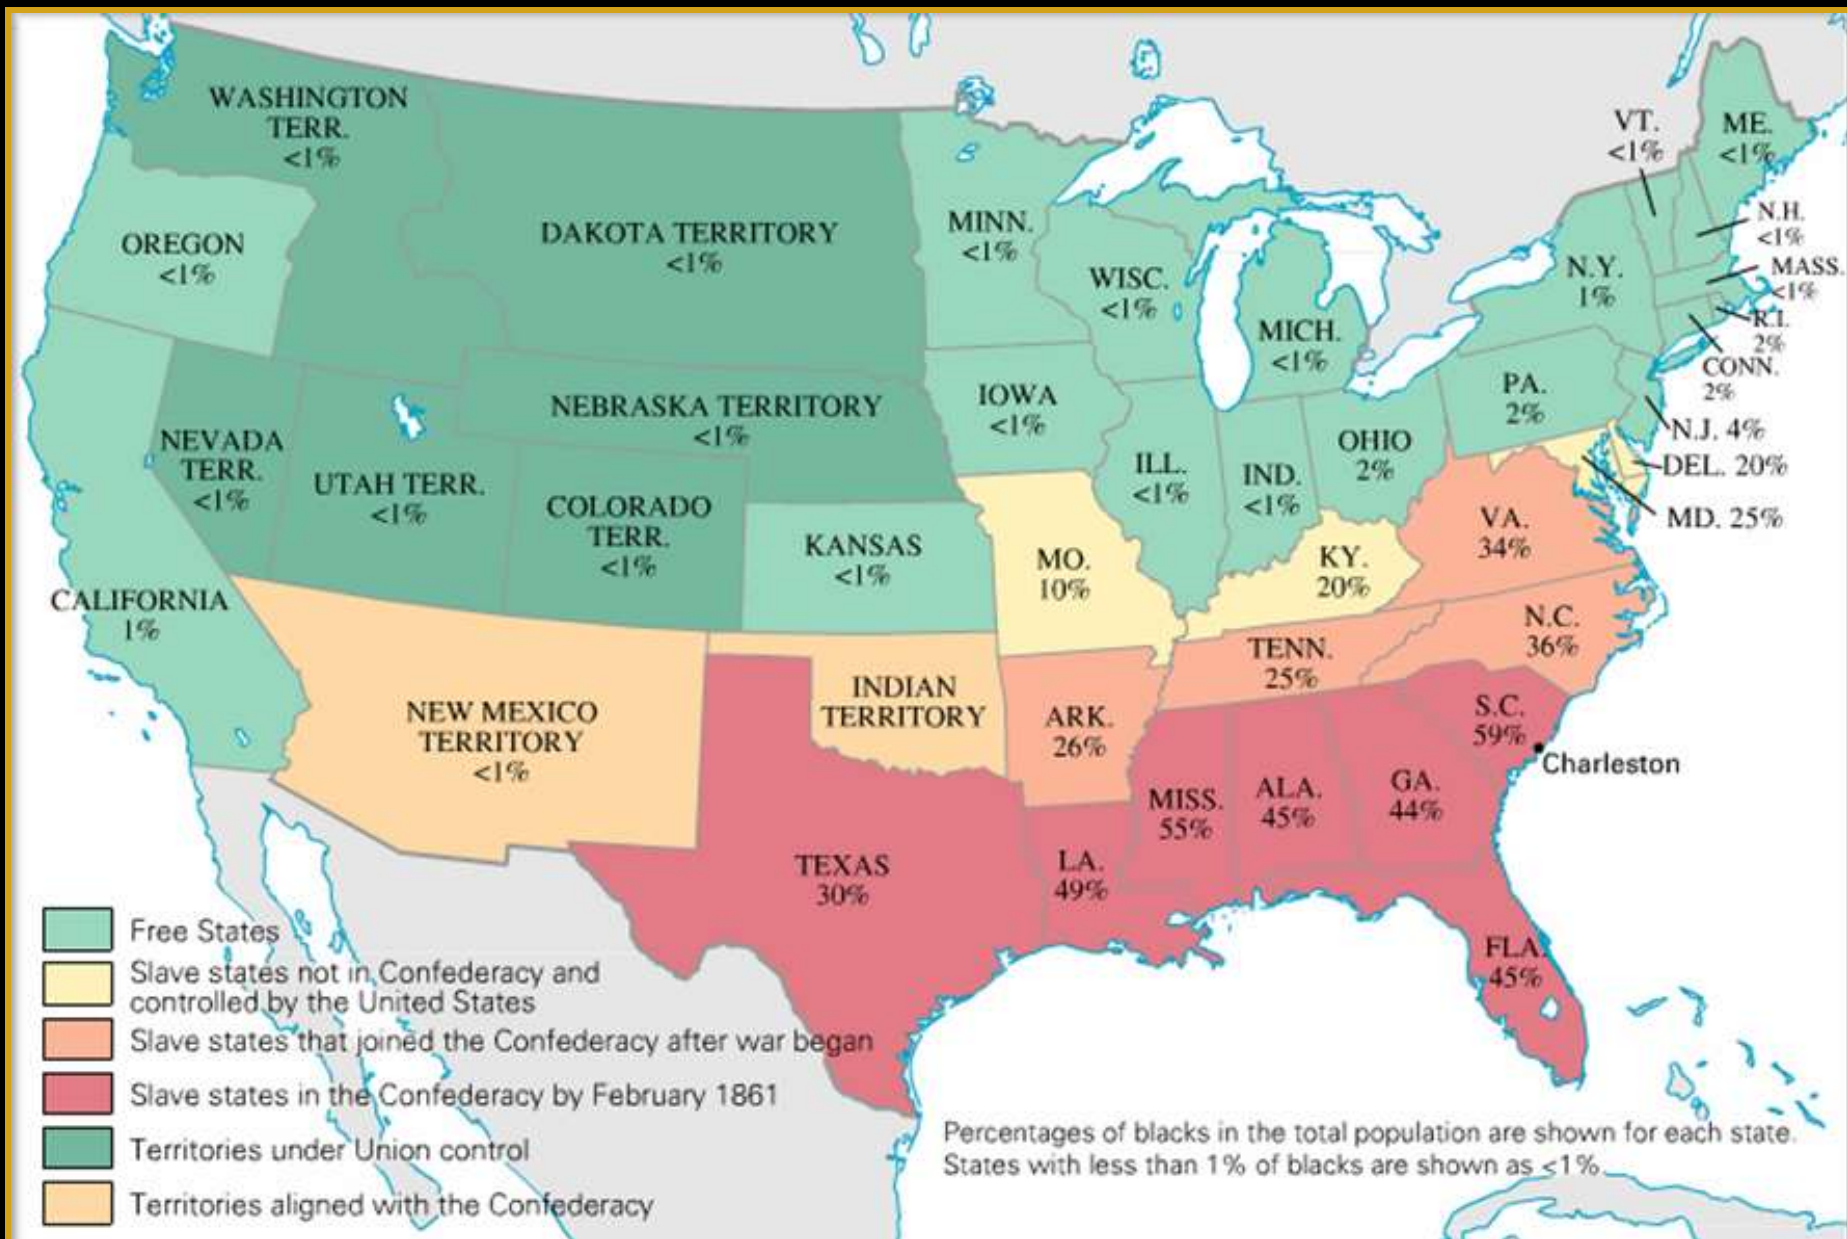 WASHINGTON
TERR.
<1%
OREGON
<1%
DAKOTA TERRITORY
<1%
MINN.
<1%
WISC.
<1%
MICH.
<1%
VT.
<1%
ME.
<1%
N.H.
<1%
MASS.
<1%
N.Y.
1%
R.I.
2%
CONN.
2%
PA.
2%
N.J. 4%
DEL. 20%
MD. 25%
NEVADA
TERR.
<1%
UTAH TERR.
<1%
NEBRASKA TERRITORY
<1%
COLORADO
TERR.
<1%
IOWA
<1%
ILL.
<1%
IND.
<1%
OHIO
2%
CALIFORNIA
1%
KANSAS
<1%
MO.
10%
KY.
20%
VA.
34%
N.C.
36%
TENN.
25%
NEW MEXICO
TERRITORY
<1%
INDIAN
TERRITORY
ARK.
26%
S.C.
59%
Charleston
TEXAS
30%
LA.
49%
MISS.
55%
ALA.
45%
GA.
44%
FLA.
45%
Free States
Slave states not in Confederacy and
controlled by the United States
Slave states that joined the Confederacy after war began
Slave states in the Confederacy by February 1861
Territories under Union control
Territories aligned with the Confederacy
Percentages of blacks in the total population are shown for each state.
States with less than 1% of blacks are shown as <1%.